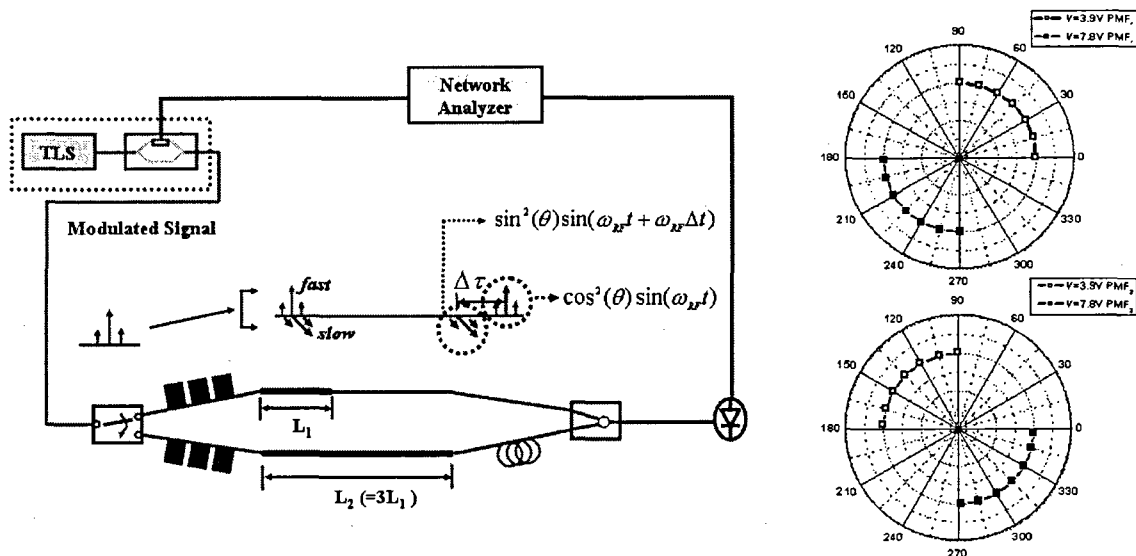 Network
Analyzer
TLS
Modulated Signal
sin²(θ)sin(ω_RF t + ω_RF Δt)
Δτ
cos²(θ)sin(ω_RF t)
fast
slow
L₁
L₂ (=3L₁)
V=3.9V PMF₁
V=7.8V PMF₁
90
120
60
150
30
180
0
210
330
240
300
270
V=3.9V PMF₂
V=7.8V PMF₂
90
120
60
150
30
180
0
210
330
240
300
270